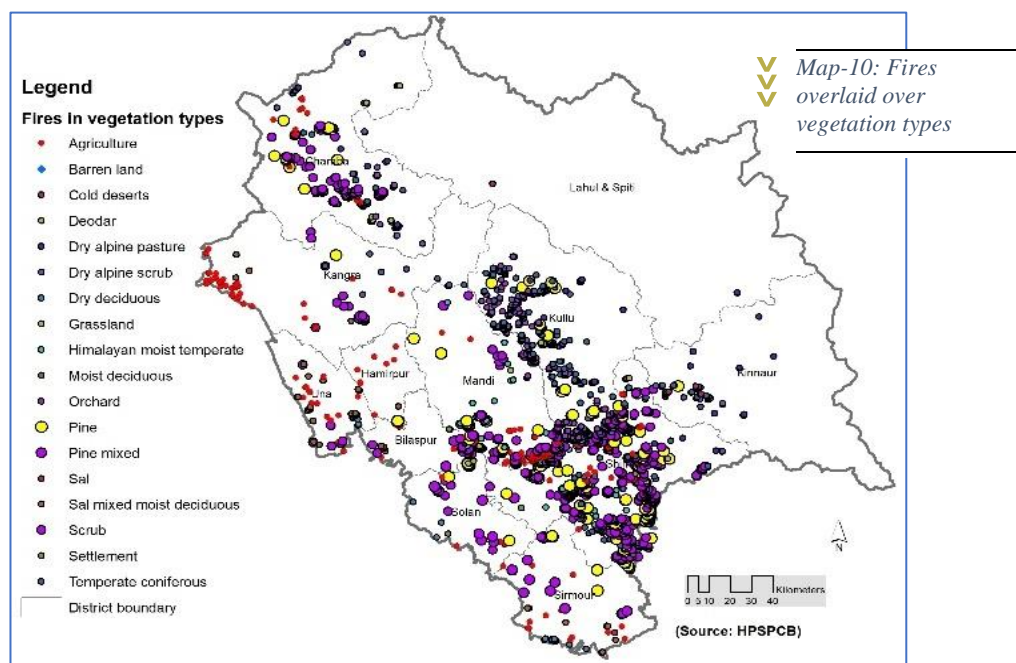 Map-10: Fires
overlaid over
vegetation types
Legend
Fires in vegetation types
Agriculture
Barren land
Cold deserts
Deodar
Dry alpine pasture
Dry alpine scrub
Dry deciduous
Grassland
Himalayan moist temperate
Moist deciduous
Orchard
Pine
Pine mixed
Sal
Sal mixed moist deciduous
Scrub
Settlement
Temperate coniferous
District boundary
Chamba
Lahul & Spiti
Kangra
Kullu
Kinnaur
Hamirpur
Mandi
Una
Bilaspur
Solan
Sirmour
N
0 5 10 20 30 40 Kilometers
(Source: HPSPCB)